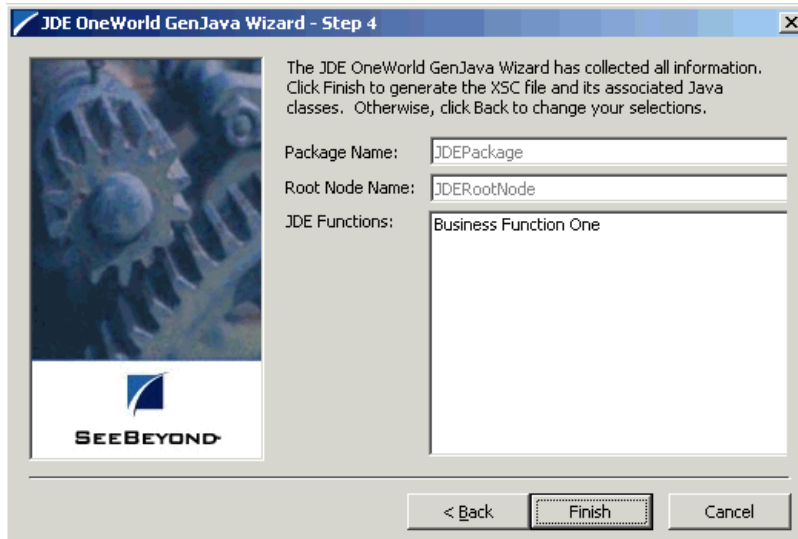 JDE OneWorld GenJava Wizard - Step 4
The JDE OneWorld GenJava Wizard has collected all information.
Click Finish to generate the XSC file and its associated Java
classes.  Otherwise, click Back to change your selections.
Package Name:
JDEPackage
Root Node Name:
JDERootNode
JDE Functions:
Business Function One
SEEBEYOND
< Back
Finish
Cancel